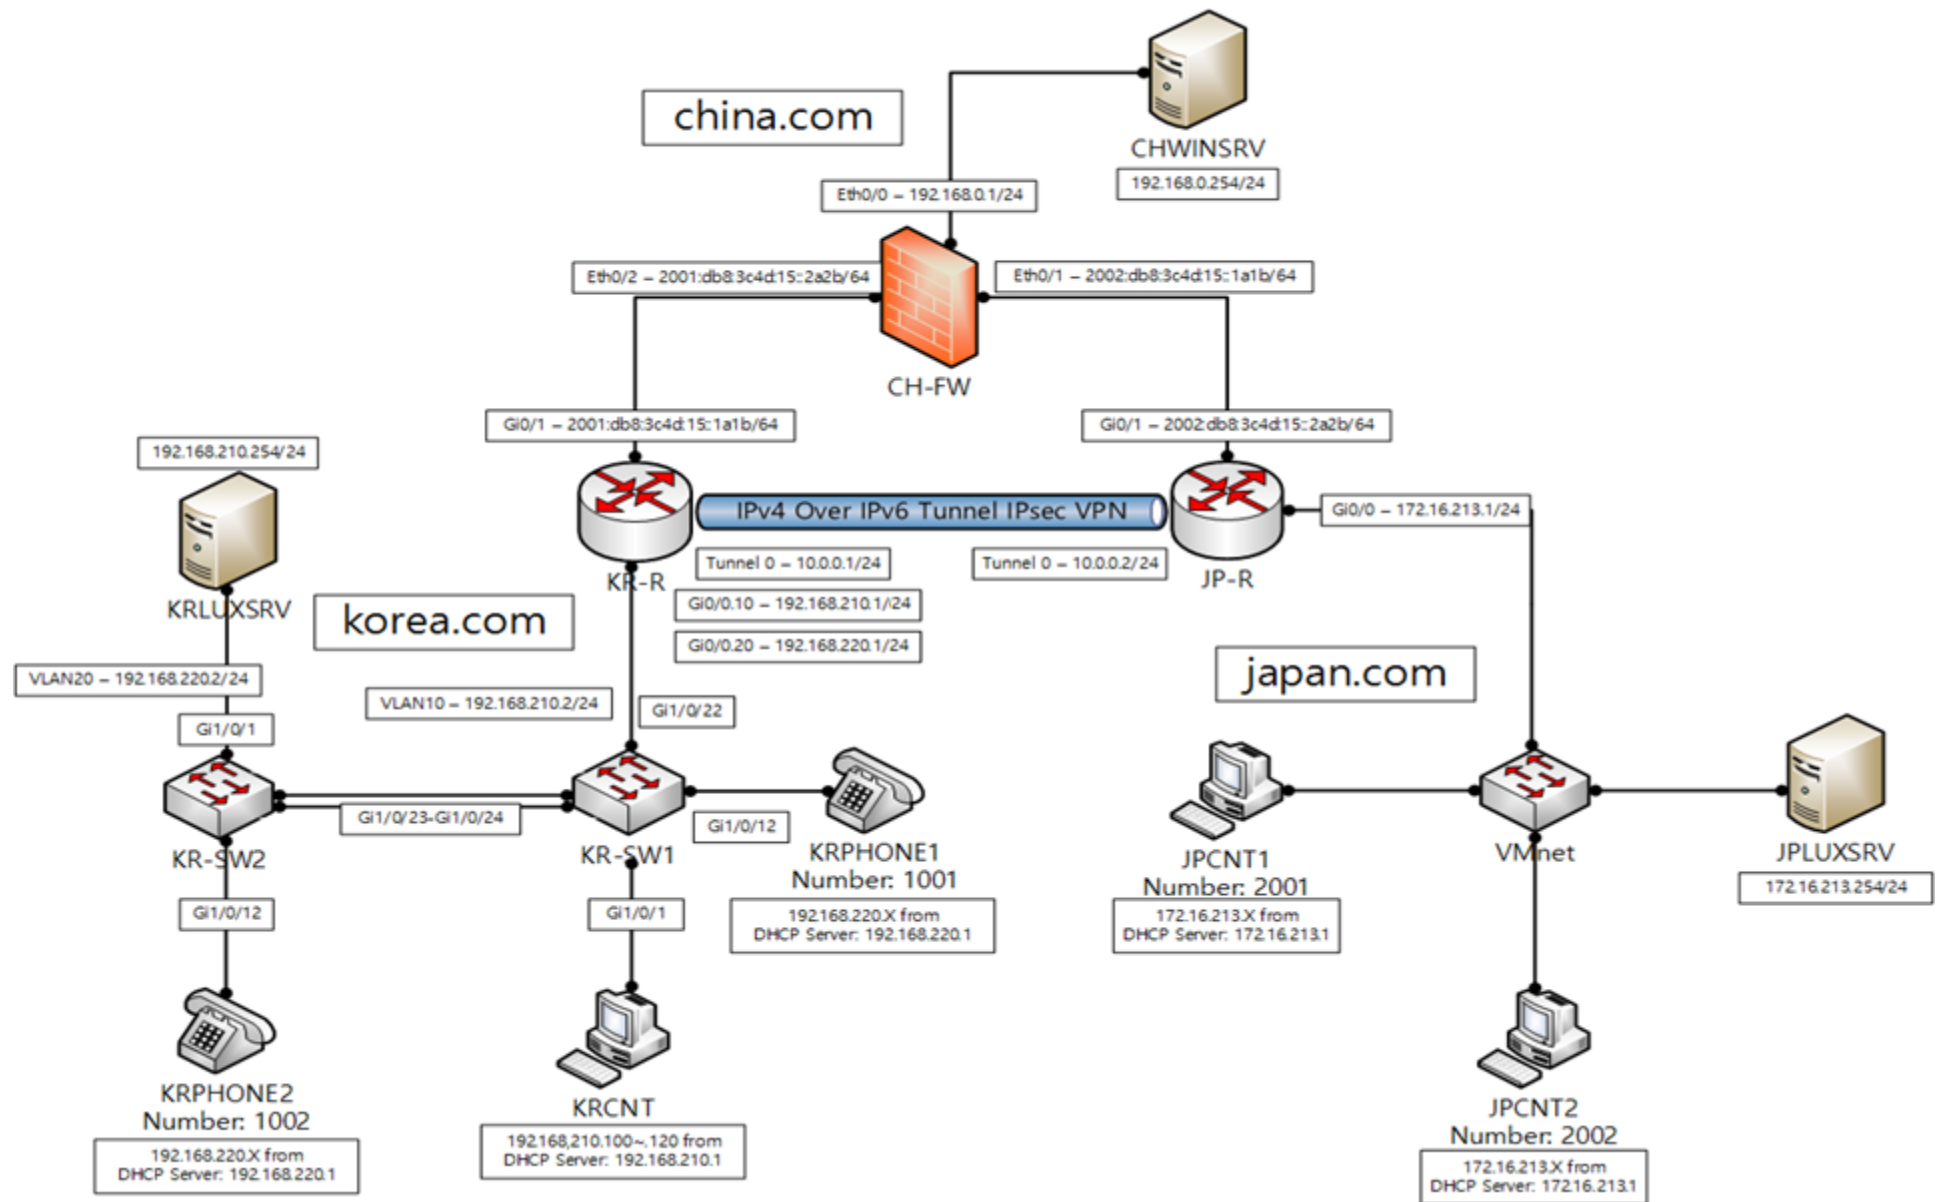 china.com
CHWINSRV
192.168.0.254/24
Eth0/0 – 192.168.0.1/24
Eth0/2 – 2001:db8:3c4d:15::2a2b/64
Eth0/1 – 2002:db8:3c4d:15::1a1b/64
CH-FW
Gi0/1 – 2001:db8:3c4d:15::1a1b/64
Gi0/1 – 2002:db8:3c4d:15::2a2b/64
192.168.210.254/24
KRLUXSRV
IPv4 Over IPv6 Tunnel IPsec VPN
Gi0/0 – 172.16.213.1/24
KR-R
Tunnel 0 – 10.0.0.1/24
Tunnel 0 – 10.0.0.2/24
JP-R
Gi0/0.10 – 192.168.210.1/24
Gi0/0.20 – 192.168.220.1/24
korea.com
japan.com
VLAN20 – 192.168.220.2/24
VLAN10 – 192.168.210.2/24
Gi1/0/22
Gi1/0/1
Gi1/0/23-Gi1/0/24
Gi1/0/12
KR-SW2
KR-SW1
KRPHONE1
Number: 1001
192.168.220.X from
DHCP Server: 192.168.220.1
JPCNT1
Number: 2001
172.16.213.X from
DHCP Server: 172.16.213.1
VMnet
JPLUXSRV
172.16.213.254/24
Gi1/0/12
Gi1/0/1
KRPHONE2
Number: 1002
192.168.220.X from
DHCP Server: 192.168.220.1
KRCNT
192.168,210.100~.120 from
DHCP Server: 192.168.210.1
JPCNT2
Number: 2002
172.16.213.X from
DHCP Server: 172.16.213.1